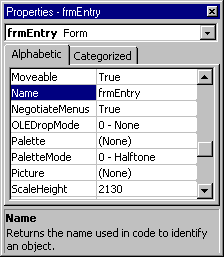 Properties - frmEntry
frmEntry Form
Alphabetic Categorized
Moveable True
Name frmEntry
NegotiateMenus True
OLEDropMode 0 - None
Palette (None)
PaletteMode 0 - Halftone
Picture (None)
ScaleHeight 2130
Name
Returns the name used in code to identify
an object.